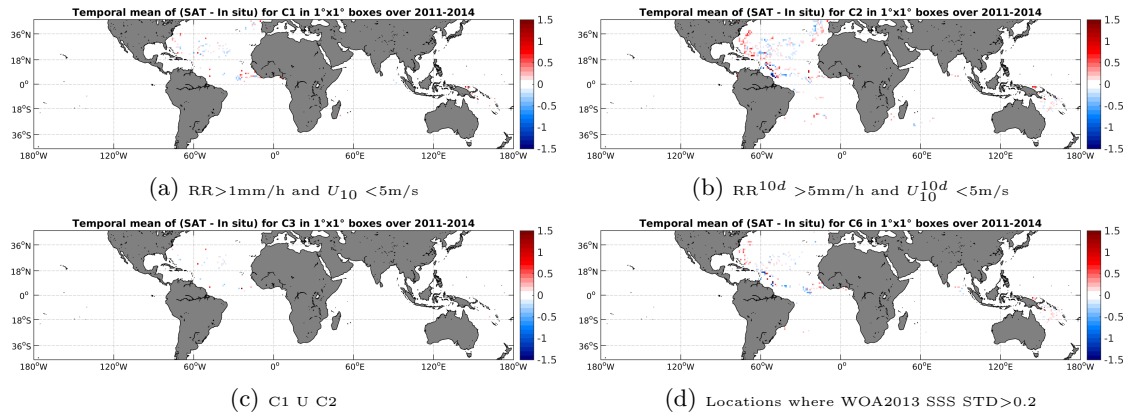 Temporal mean of (SAT - In situ) for C1 in 1°x1° boxes over 2011-2014
36°N
18°N
0°
18°S
36°S
180°W 120°W 60°W 0° 60°E 120°E 180°W
1.5
1
0.5
0
-0.5
-1
-1.5
(a) RR>1mm/h and U10 <5m/s
Temporal mean of (SAT - In situ) for C2 in 1°x1° boxes over 2011-2014
36°N
18°N
0°
18°S
36°S
180°W 120°W 60°W 0° 60°E 120°E 180°W
1.5
1
0.5
0
-0.5
-1
-1.5
(b) RR^10d >5mm/h and U_10^10d <5m/s
Temporal mean of (SAT - In situ) for C3 in 1°x1° boxes over 2011-2014
36°N
18°N
0°
18°S
36°S
180°W 120°W 60°W 0° 60°E 120°E 180°W
1.5
1
0.5
0
-0.5
-1
-1.5
(c) C1 U C2
Temporal mean of (SAT - In situ) for C6 in 1°x1° boxes over 2011-2014
36°N
18°N
0°
18°S
36°S
180°W 120°W 60°W 0° 60°E 120°E 180°W
1.5
1
0.5
0
-0.5
-1
-1.5
(d) Locations where WOA2013 SSS STD>0.2